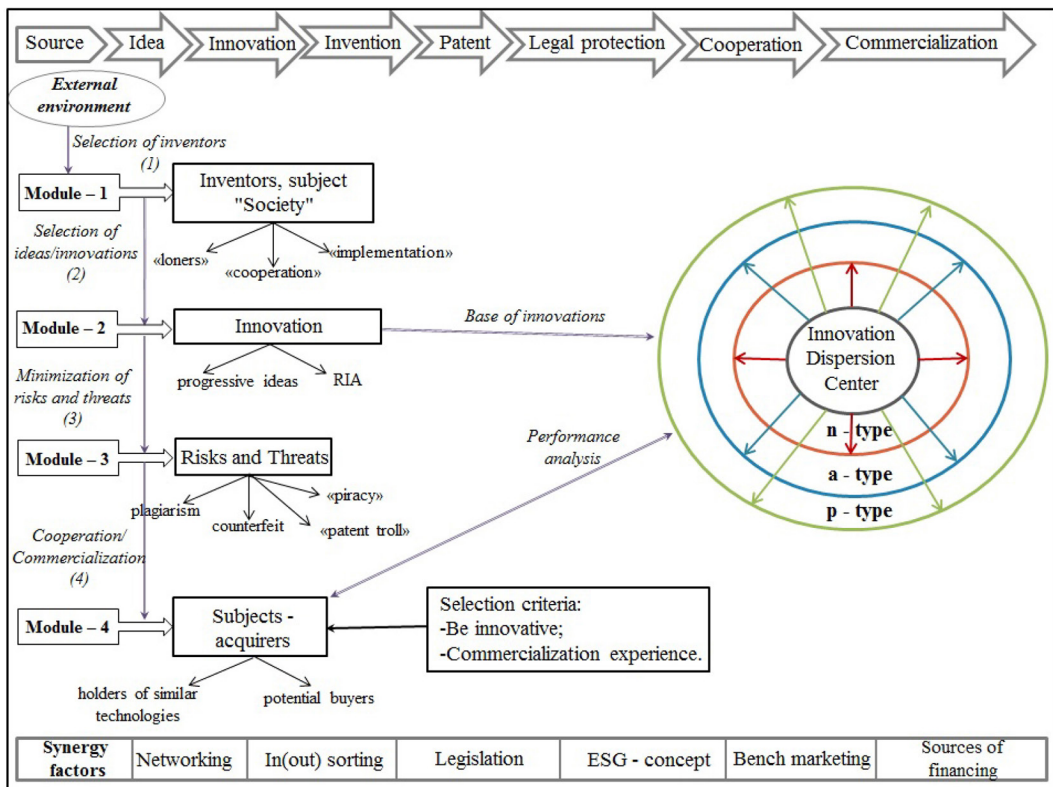 Source
Idea
Innovation
Invention
Patent
Legal protection
Cooperation
Commercialization
External
environment
Selection of inventors
(1)
Module – 1
Inventors, subject
"Society"
«loners»
«cooperation»
«implementation»
Selection of
ideas/innovations
(2)
Module – 2
Innovation
progressive ideas
RIA
Base of innovations
Minimization of
risks and threats
(3)
Module – 3
Risks and Threats
plagiarism
counterfeit
«piracy»
«patent troll»
Performance
analysis
Cooperation/
Commercialization
(4)
Module – 4
Subjects -
acquirers
holders of similar
technologies
potential buyers
Selection criteria:
-Be innovative;
-Commercialization experience.
Innovation
Dispersion
Center
n - type
a - type
p - type
Synergy
factors
Networking
In(out) sorting
Legislation
ESG - concept
Bench marketing
Sources of
financing